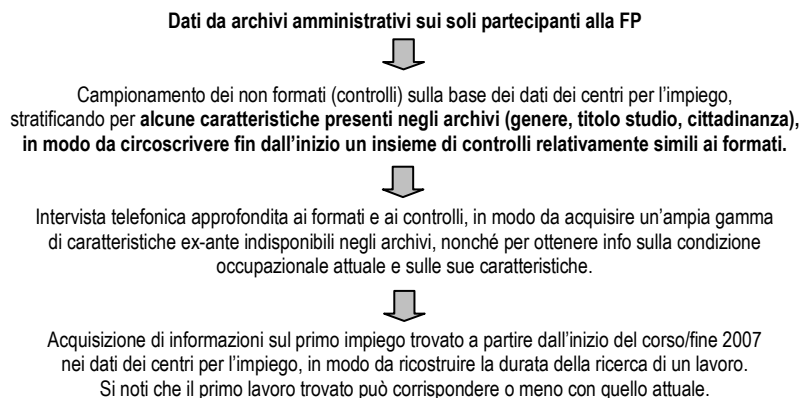 Dati da archivi amministrativi sui soli partecipanti alla FP
Campionamento dei non formati (controlli) sulla base dei dati dei centri per l'impiego,
stratificando per alcune caratteristiche presenti negli archivi (genere, titolo studio, cittadinanza),
in modo da circoscrivere fin dall'inizio un insieme di controlli relativamente simili ai formati.
Intervista telefonica approfondita ai formati e ai controlli, in modo da acquisire un'ampia gamma
di caratteristiche ex-ante indisponibili negli archivi, nonché per ottenere info sulla condizione
occupazionale attuale e sulle sue caratteristiche.
Acquisizione di informazioni sul primo impiego trovato a partire dall'inizio del corso/fine 2007
nei dati dei centri per l'impiego, in modo da ricostruire la durata della ricerca di un lavoro.
Si noti che il primo lavoro trovato può corrispondere o meno con quello attuale.